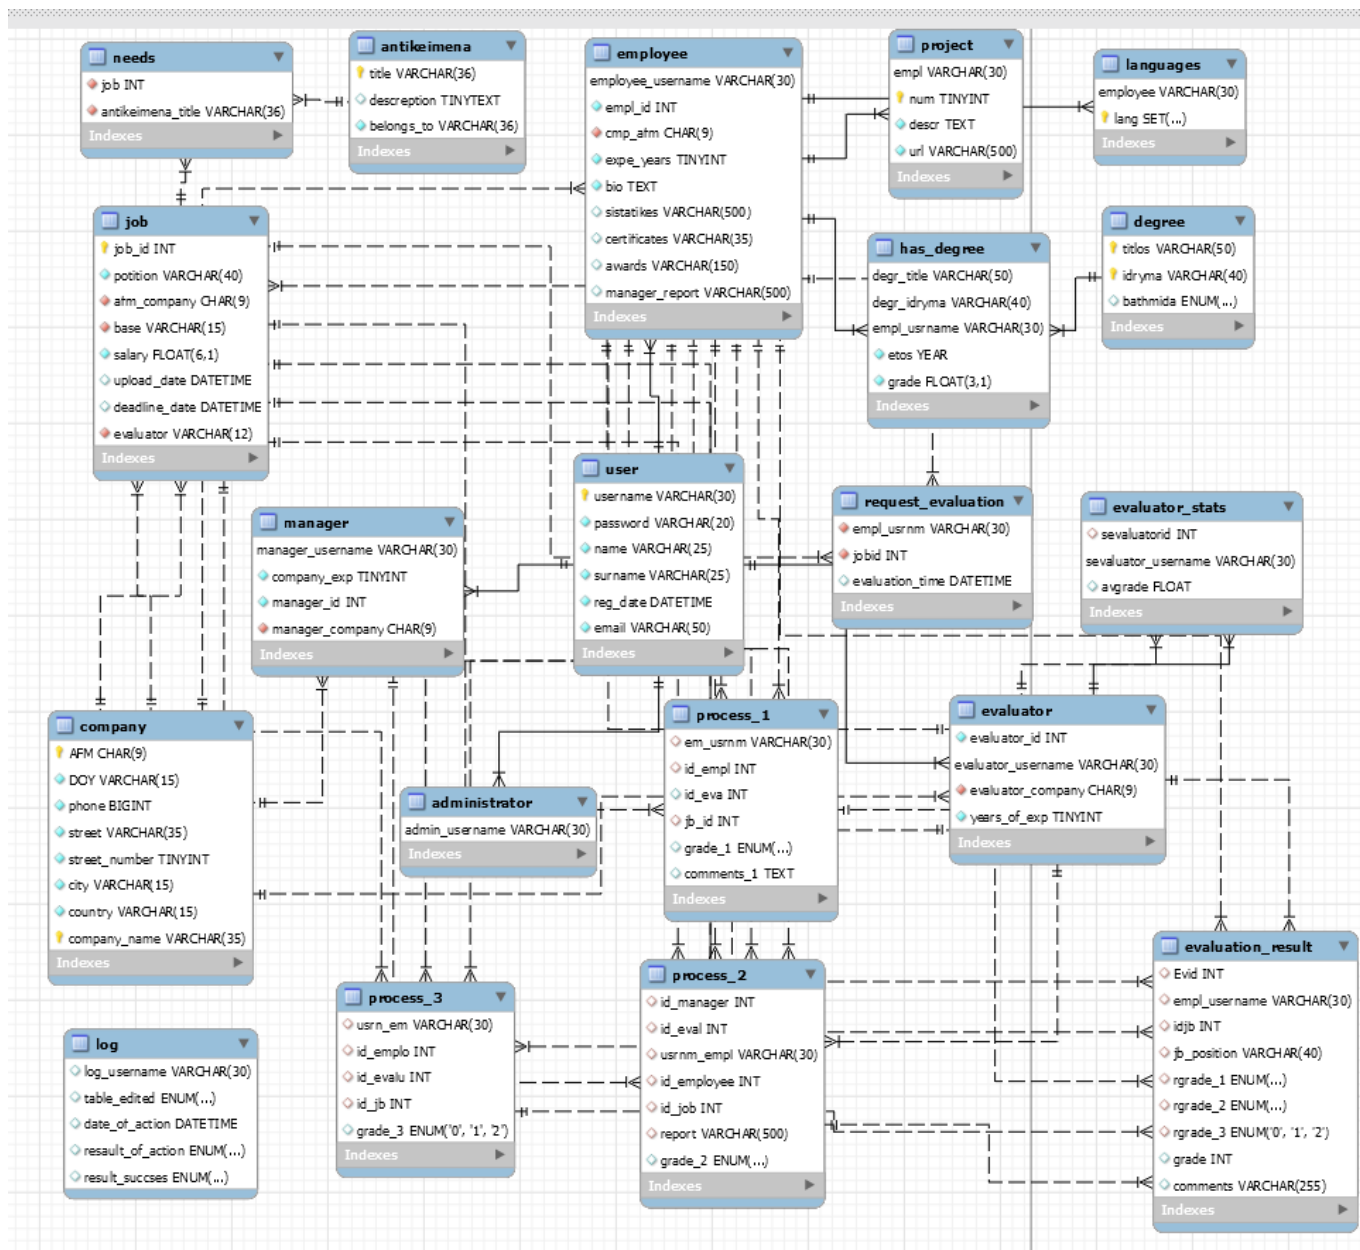 needs
job INT
antikeimena_title VARCHAR(36)
Indexes
antikeimena
title VARCHAR(36)
descreption TINYTEXT
belongs_to VARCHAR(36)
Indexes
employee
employee_username VARCHAR(30)
empl_id INT
cmp_afm CHAR(9)
expe_years TINYINT
bio TEXT
sistatikes VARCHAR(500)
certificates VARCHAR(35)
awards VARCHAR(150)
manager_report VARCHAR(500)
Indexes
project
empl VARCHAR(30)
num TINYINT
descr TEXT
url VARCHAR(500)
Indexes
languages
employee VARCHAR(30)
lang SET(...)
Indexes
job
job_id INT
potition VARCHAR(40)
afm_company CHAR(9)
base VARCHAR(15)
salary FLOAT(6,1)
upload_date DATETIME
deadline_date DATETIME
evaluator VARCHAR(12)
Indexes
has_degree
degr_title VARCHAR(50)
degr_idryma VARCHAR(40)
empl_usrname VARCHAR(30)
etos YEAR
grade FLOAT(3,1)
Indexes
degree
titlos VARCHAR(50)
idryma VARCHAR(40)
bathmida ENUM(...)
Indexes
manager
manager_username VARCHAR(30)
company_exp TINYINT
manager_id INT
manager_company CHAR(9)
Indexes
user
username VARCHAR(30)
password VARCHAR(20)
name VARCHAR(25)
surname VARCHAR(25)
reg_date DATETIME
email VARCHAR(50)
Indexes
request_evaluation
empl_usrnm VARCHAR(30)
jobid INT
evaluation_time DATETIME
Indexes
evaluator_stats
sevaluatorid INT
sevaluator_username VARCHAR(30)
avgrade FLOAT
Indexes
company
AFM CHAR(9)
DOY VARCHAR(15)
phone BIGINT
street VARCHAR(35)
street_number TINYINT
city VARCHAR(15)
country VARCHAR(15)
company_name VARCHAR(35)
Indexes
administrator
admin_username VARCHAR(30)
Indexes
process_1
em_usrnm VARCHAR(30)
id_empl INT
id_eva INT
jb_id INT
grade_1 ENUM(...)
comments_1 TEXT
Indexes
evaluator
evaluator_id INT
evaluator_username VARCHAR(30)
evaluator_company CHAR(9)
years_of_exp TINYINT
Indexes
log
log_username VARCHAR(30)
table_edited ENUM(...)
date_of_action DATETIME
resault_of_action ENUM(...)
result_succses ENUM(...)
process_3
usrn_em VARCHAR(30)
id_emplo INT
id_evalu INT
id_jb INT
grade_3 ENUM('0', '1', '2')
Indexes
process_2
id_manager INT
id_eval INT
usrnm_empl VARCHAR(30)
id_employee INT
id_job INT
report VARCHAR(500)
grade_2 ENUM(...)
Indexes
evaluation_result
Evid INT
empl_username VARCHAR(30)
idjb INT
jb_position VARCHAR(40)
rgrade_1 ENUM(...)
rgrade_2 ENUM(...)
rgrade_3 ENUM('0', '1', '2')
grade INT
comments VARCHAR(255)
Indexes